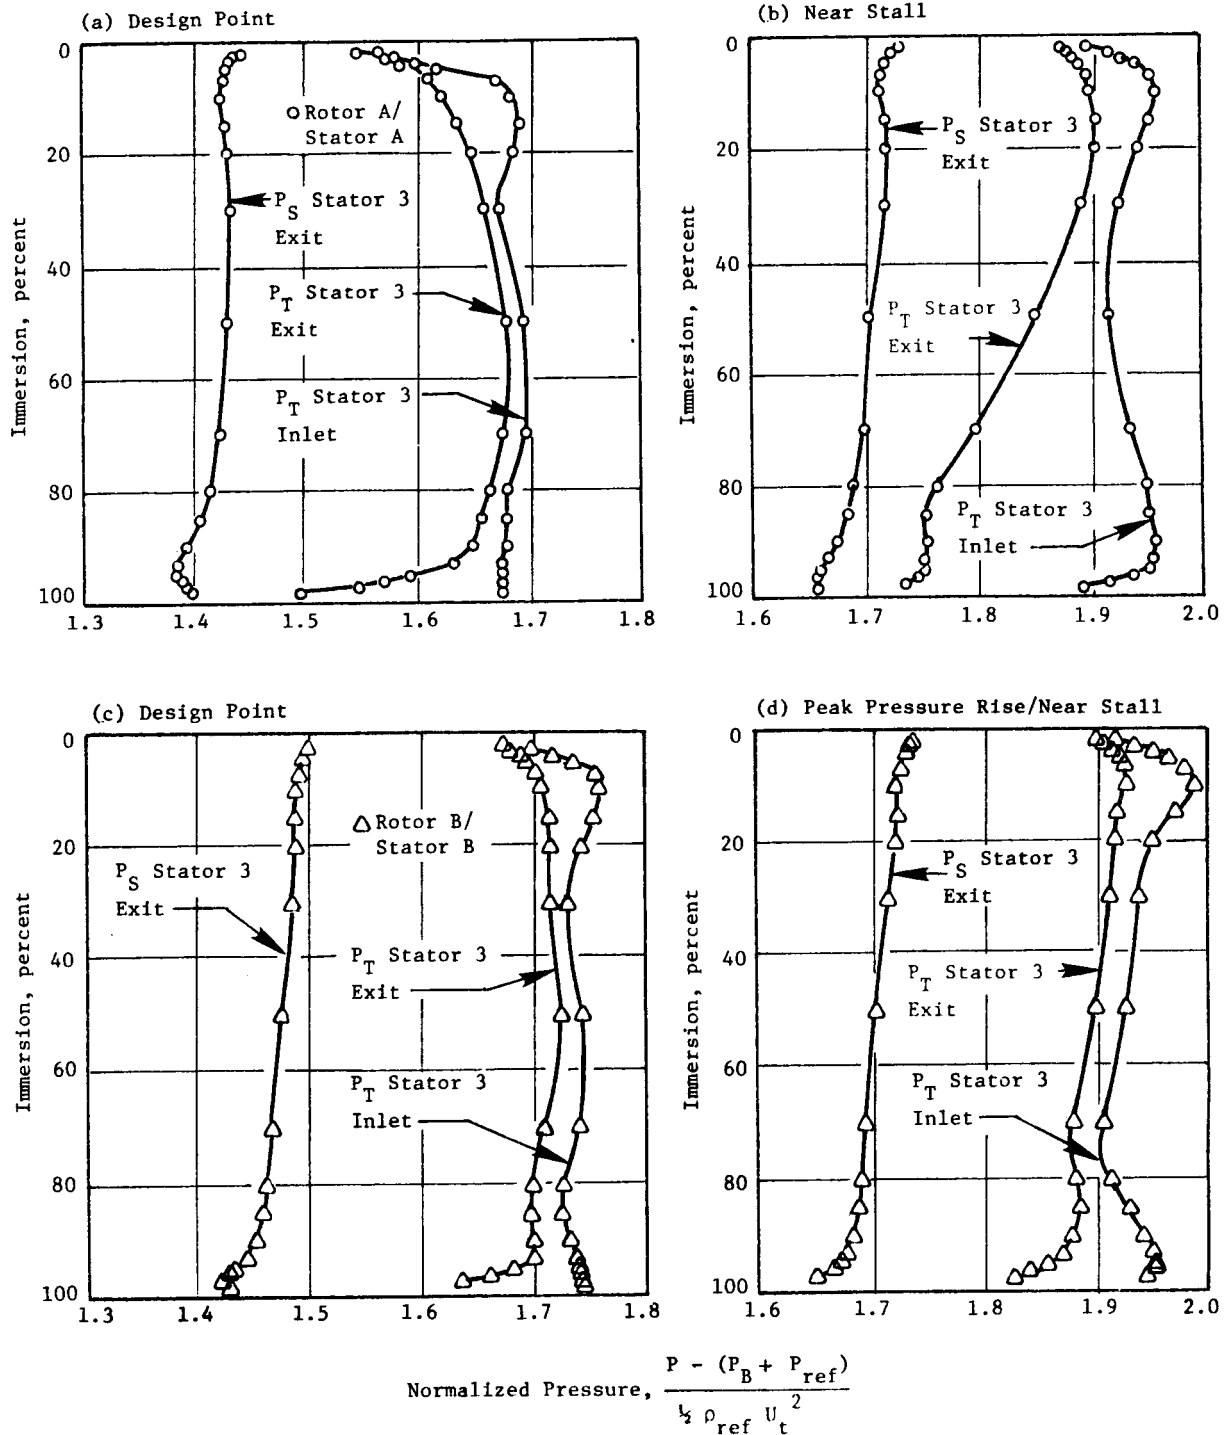 (a) Design Point
0
20
40
60
80
100
1.3
1.4
1.5
1.6
1.7
1.8
Immersion, percent
Rotor A/
Stator A
P_S Stator 3
Exit
P_T Stator 3
Exit
P_T Stator 3
Inlet
(b) Near Stall
0
20
40
60
80
100
1.6
1.7
1.8
1.9
2.0
Immersion, percent
P_S Stator 3
Exit
P_T Stator 3
Exit
P_T Stator 3
Inlet
(c) Design Point
0
20
40
60
80
100
1.3
1.4
1.5
1.6
1.7
1.8
Immersion, percent
Rotor B/
Stator B
P_S Stator 3
Exit
P_T Stator 3
Exit
P_T Stator 3
Inlet
(d) Peak Pressure Rise/Near Stall
0
20
40
60
80
100
1.6
1.7
1.8
1.9
2.0
Immersion, percent
P_S Stator 3
Exit
P_T Stator 3
Exit
P_T Stator 3
Inlet
P - (P_B + P_ref)
Normalized Pressure,
½ ρ_ref U_t^2